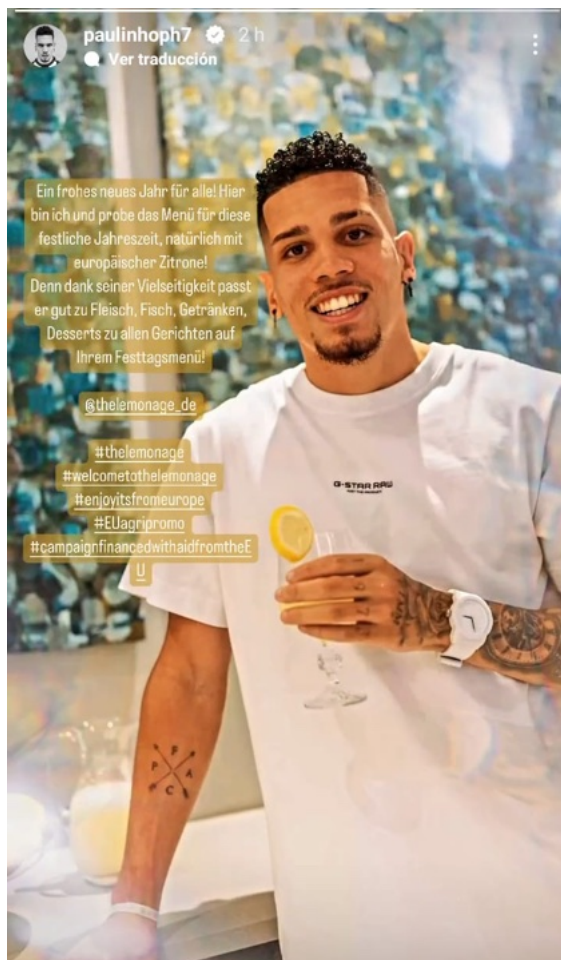 paulinhoph7 2 h
Ver traducción
Ein frohes neues Jahr für alle! Hier
bin ich und probe das Menü für diese
festliche Jahreszeit, natürlich mit
europäischer Zitrone!
Denn dank seiner Vielseitigkeit passt
er gut zu Fleisch, Fisch, Getränken,
Desserts zu allen Gerichten auf
Ihrem Festtagsmenü!
@thelemonage_de
#thelemonage
#welcometothelemonage
#enjoyitsfromeurope
#EUagripromo
#campaignfinancedwithaidfromtheE
U
G-STAR RAW
P
P A
C